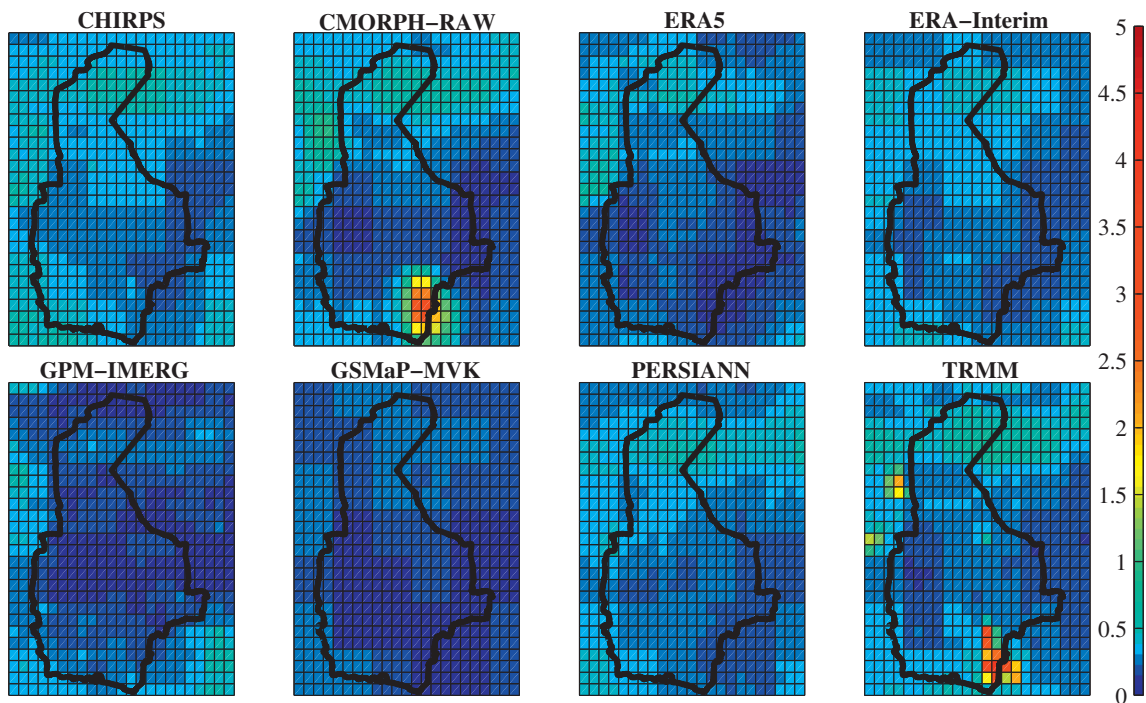 CHIRPS
CMORPH−RAW
ERA5
ERA−Interim
GPM−IMERG
GSMaP−MVK
PERSIANN
TRMM
5
4.5
4
3.5
3
2.5
2
1.5
1
0.5
0